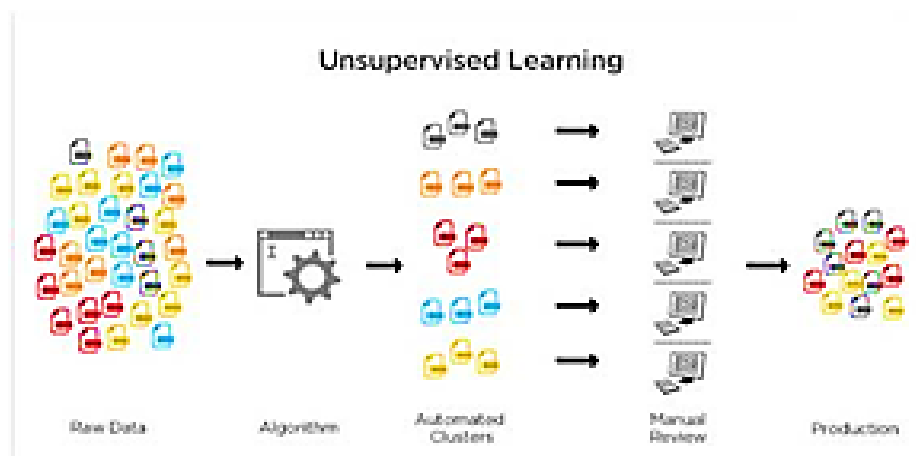 Unsupervised Learning
Raw Data
Algorithm
Automated
Clusters
Manual
Review
Production